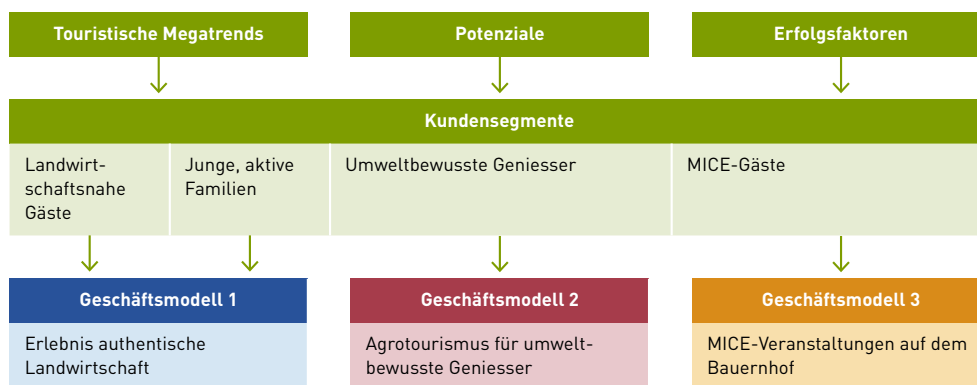 Touristische Megatrends
Potenziale
Erfolgsfaktoren
Kundensegmente
Landwirt-
schaftsnahe
Gäste
Junge, aktive
Familien
Umweltbewusste Geniesser
MICE-Gäste
Geschäftsmodell 1
Erlebnis authentische
Landwirtschaft
Geschäftsmodell 2
Agrotourismus für umwelt-
bewusste Geniesser
Geschäftsmodell 3
MICE-Veranstaltungen auf dem
Bauernhof